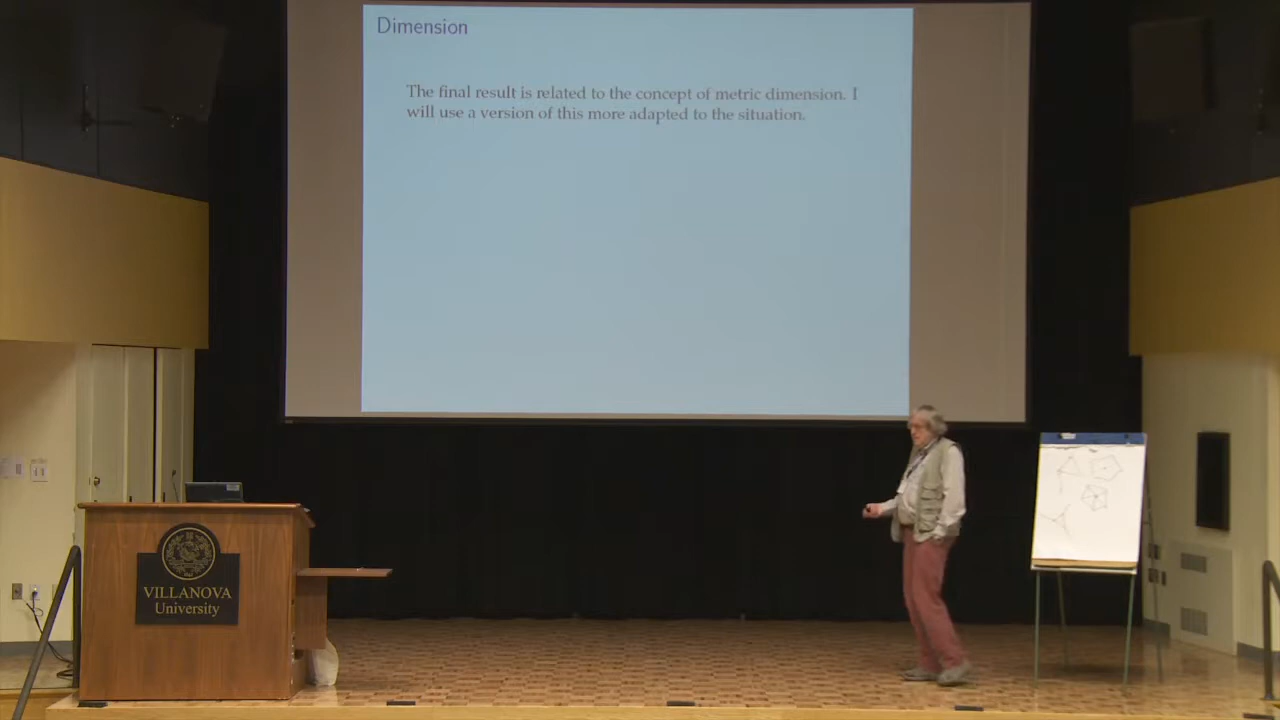 Dimension
The final result is related to the concept of metric dimension. I
will use a version of this more adapted to the situation.
VILLANOVA
University